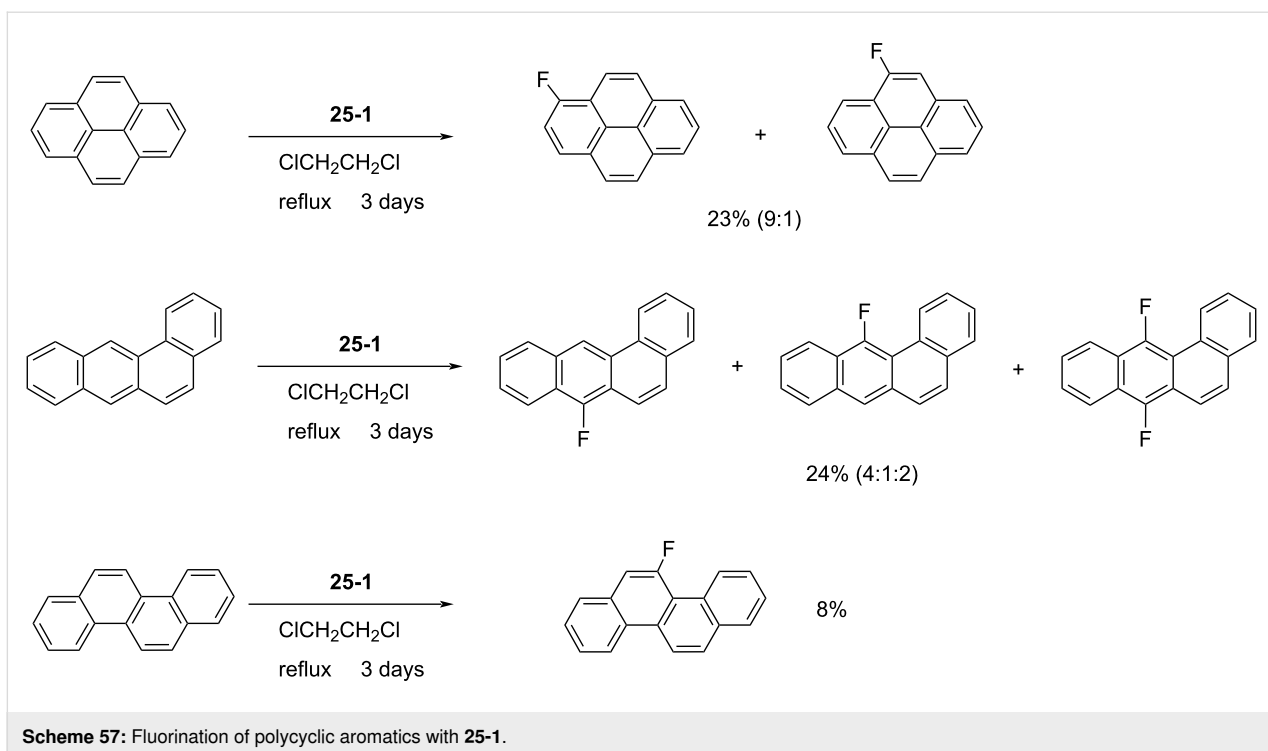 F
F
25-1
ClCH2CH2Cl
reflux 3 days
+
23% (9:1)
F
F
25-1
ClCH2CH2Cl
reflux 3 days
F
+
+
F
24% (4:1:2)
F
25-1
ClCH2CH2Cl
reflux 3 days
8%
Scheme 57: Fluorination of polycyclic aromatics with 25-1.